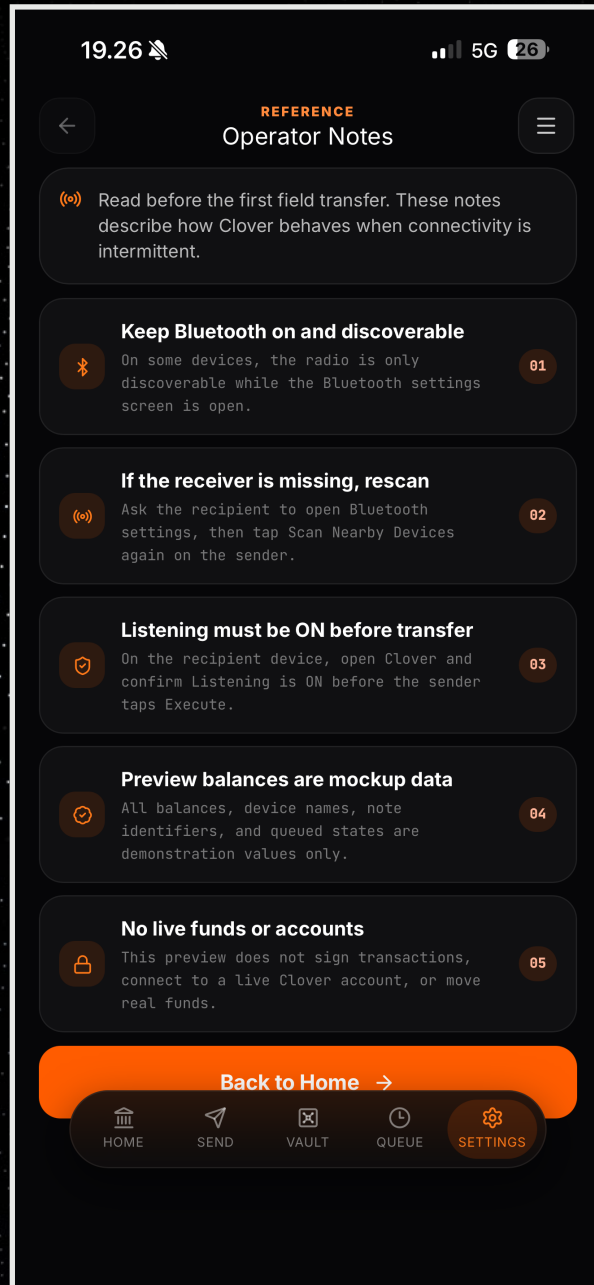 19.26
5G
26
REFERENCE
Operator Notes
Read before the first field transfer. These notes
describe how Clover behaves when connectivity is
intermittent.
Keep Bluetooth on and discoverable
On some devices, the radio is only
discoverable while the Bluetooth settings
screen is open.
01
If the receiver is missing, rescan
Ask the recipient to open Bluetooth
settings, then tap Scan Nearby Devices
again on the sender.
02
Listening must be ON before transfer
On the recipient device, open Clover and
confirm Listening is ON before the sender
taps Execute.
03
Preview balances are mockup data
All balances, device names, note
identifiers, and queued states are
demonstration values only.
04
No live funds or accounts
This preview does not sign transactions,
connect to a live Clover account, or move
real funds.
05
Back to Home
HOME
SEND
VAULT
QUEUE
SETTINGS